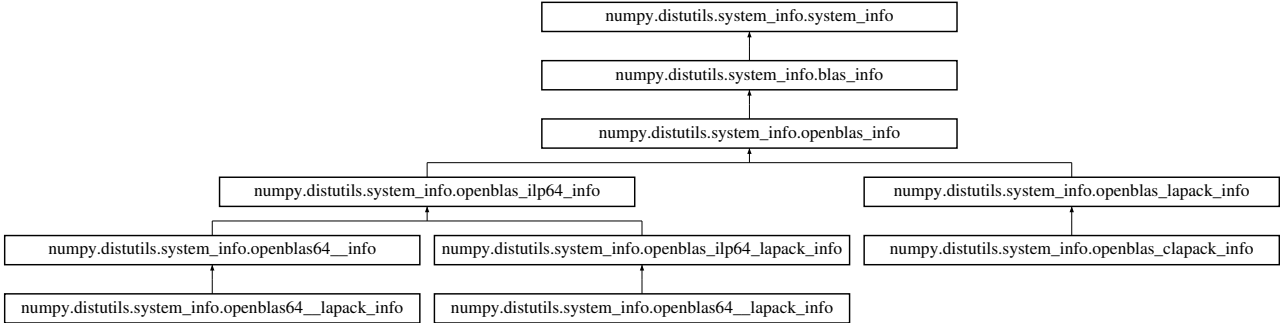 numpy.distutils.system_info.system_info
numpy.distutils.system_info.blas_info
numpy.distutils.system_info.openblas_info
numpy.distutils.system_info.openblas_ilp64_info
numpy.distutils.system_info.openblas_lapack_info
numpy.distutils.system_info.openblas64__info
numpy.distutils.system_info.openblas_ilp64_lapack_info
numpy.distutils.system_info.openblas_clapack_info
numpy.distutils.system_info.openblas64__lapack_info
numpy.distutils.system_info.openblas64__lapack_info